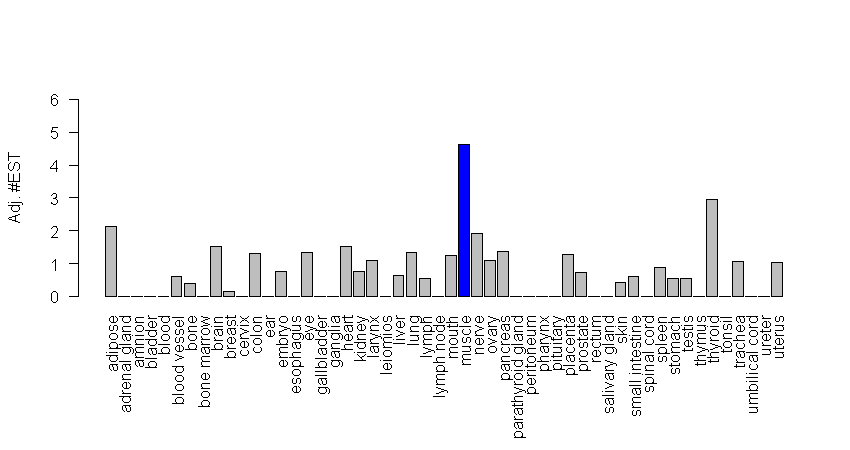 Adj. #EST
6
5
4
3
2
1
0
adipose
adrenal gland
amnion
bladder
blood
blood vessel
bone
bone marrow
brain
breast
cervix
colon
ear
embryo
esophagus
eye
gallbladder
ganglia
heart
kidney
larynx
leiomios
liver
lung
lymph
lymph node
mouth
muscle
nerve
ovary
pancreas
parathyroid gland
peritoneum
pharynx
pituitary
placenta
prostate
rectum
salivary gland
skin
small intestine
spinal cord
spleen
stomach
testis
thymus
thyroid
tonsil
trachea
umbilical cord
ureter
uterus